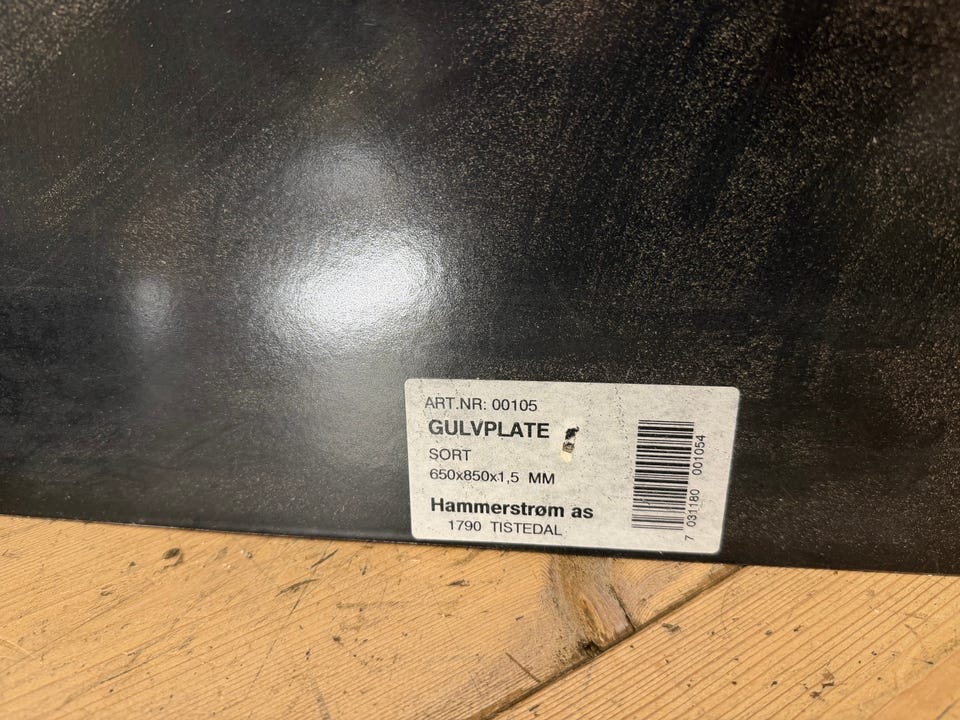 ART.NR: 00105
GULVPLATE
SORT
650x850x1,5 MM
Hammerstrøm as
1790 TISTEDAL
7 031180 001054